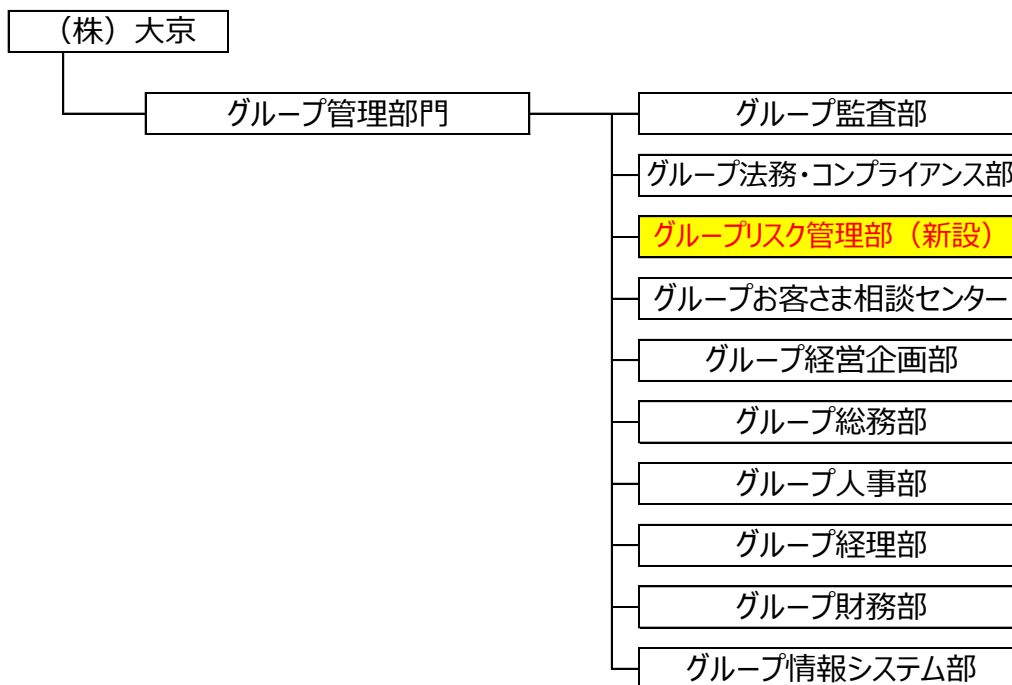 （株）大京
グループ管理部門
グループ監査部
グループ法務・コンプライアンス部
グループリスク管理部（新設）
グループお客さま相談センター
グループ経営企画部
グループ総務部
グループ人事部
グループ経理部
グループ財務部
グループ情報システム部